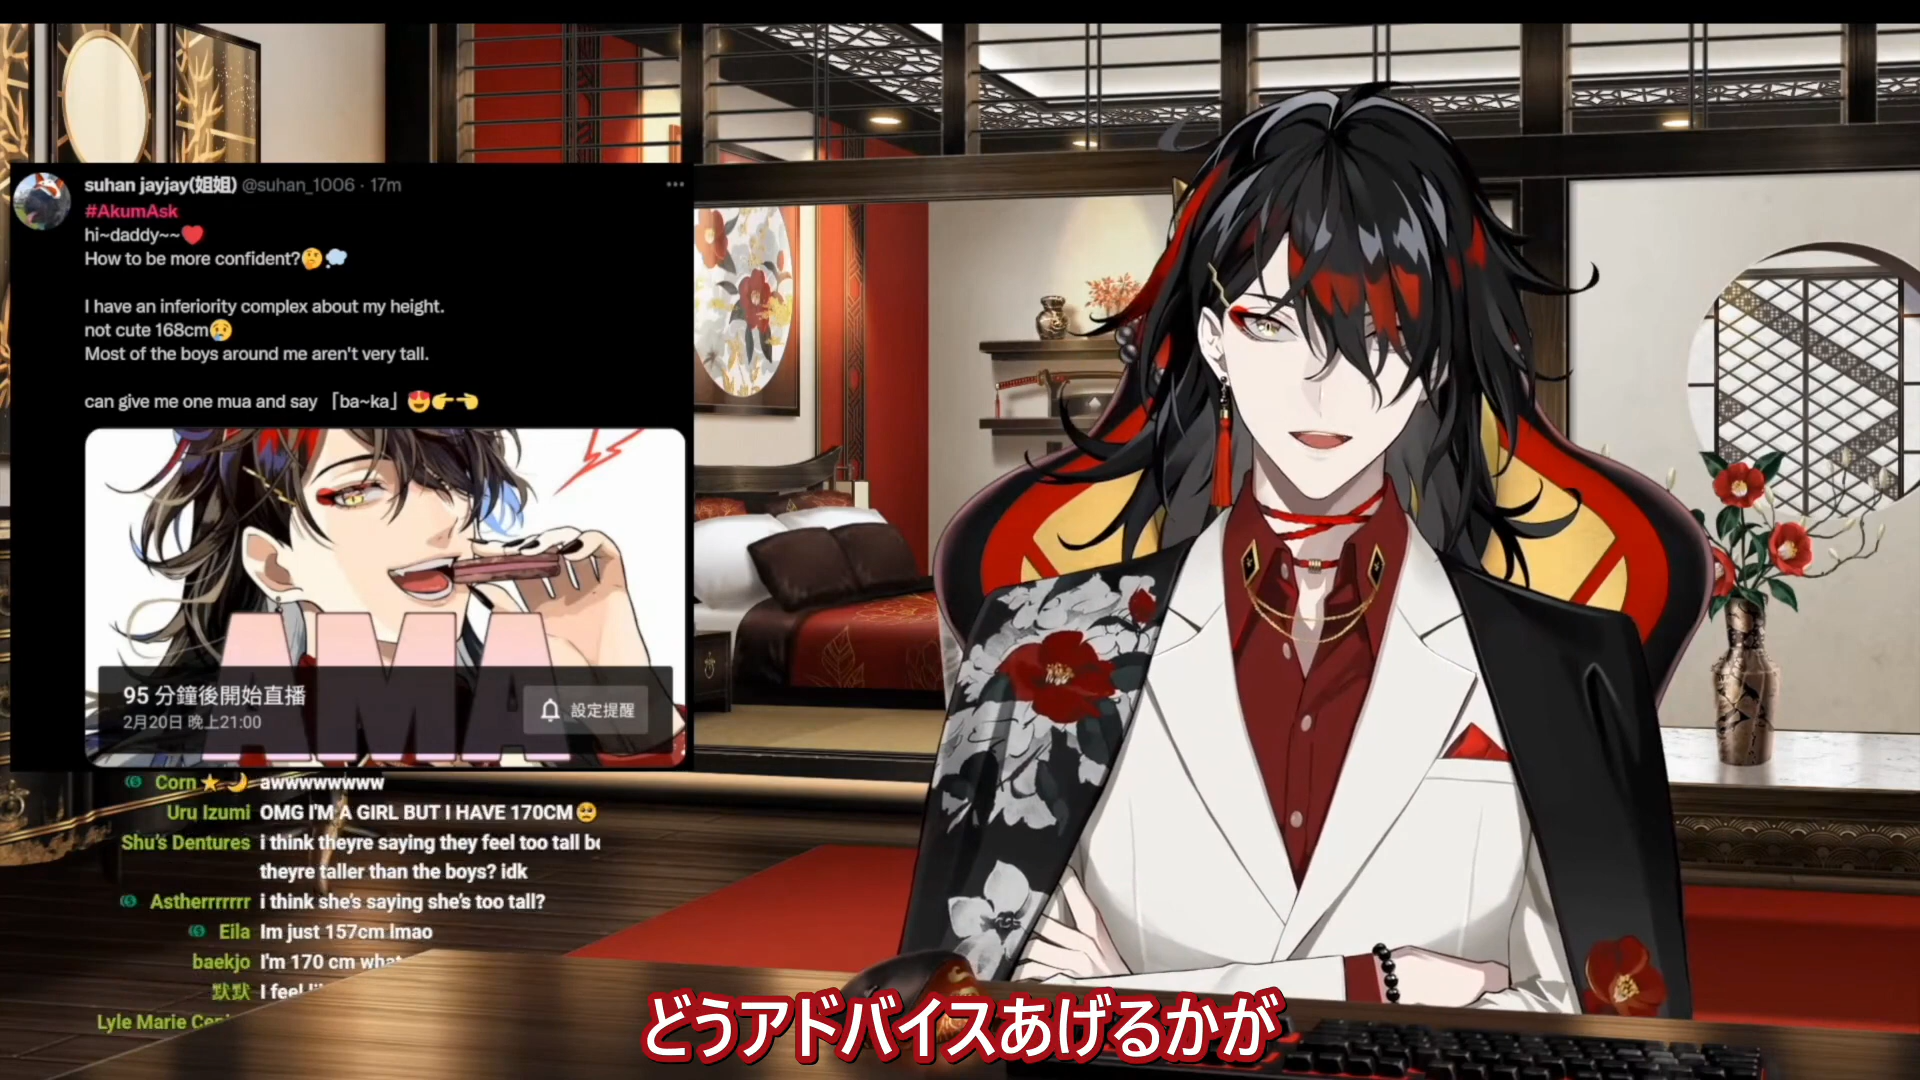 suhan jayjay(姐姐) @suhan_1006 · 17m
#AkumAsk
hi~daddy~~❤️
How to be more confident?🤔💭
I have an inferiority complex about my height.
not cute 168cm😢
Most of the boys around me aren't very tall.
can give me one mua and say「ba~ka」😍👉👈
AMA
95 分鐘後開始直播
2月20日 晚上21:00
設定提醒
Corn⭐🌙 awwwwwwww
Uru Izumi OMG I'M A GIRL BUT I HAVE 170CM🥺
Shu's Dentures i think theyre saying they feel too tall
theyre taller than the boys? idk
Astherrrrrrr i think she's saying she's too tall?
Eila Im just 157cm lmao
baekjo I'm 170 cm what
默默 I feel
Lyle Marie
どうアドバイスあげるかが